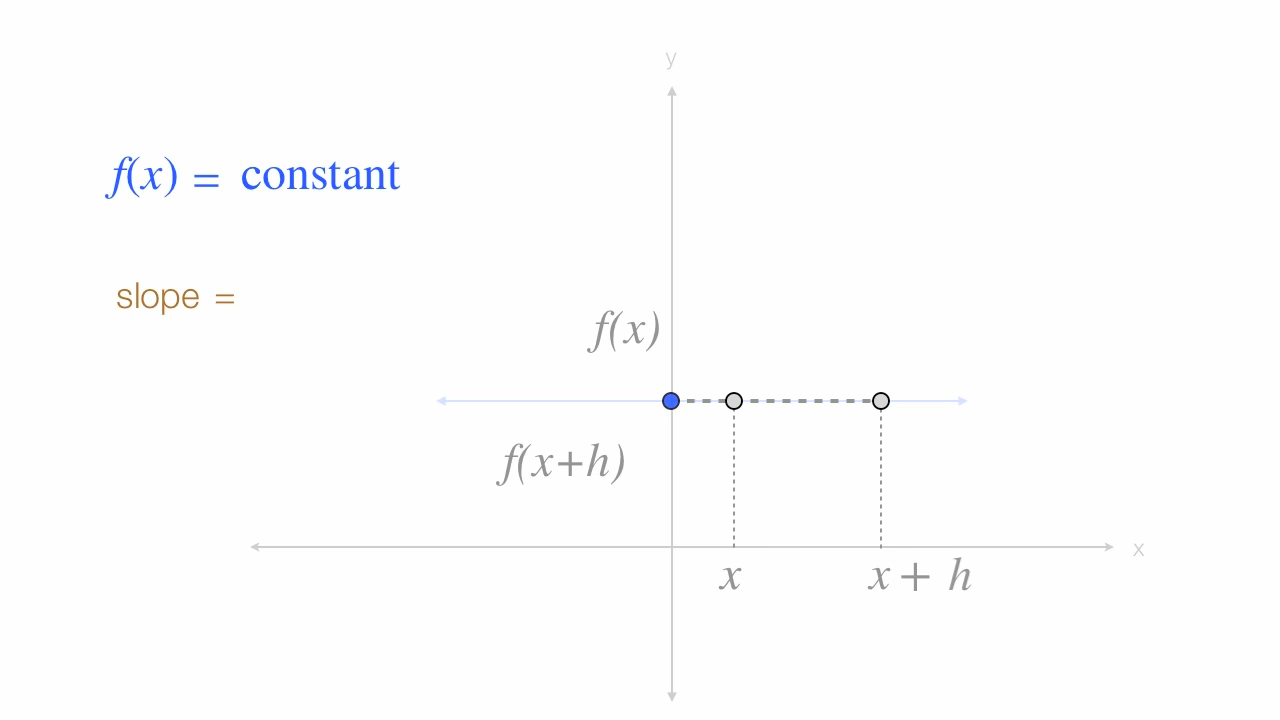 y
f(x) = constant
slope =
f(x)
f(x+h)
x
x
x + h